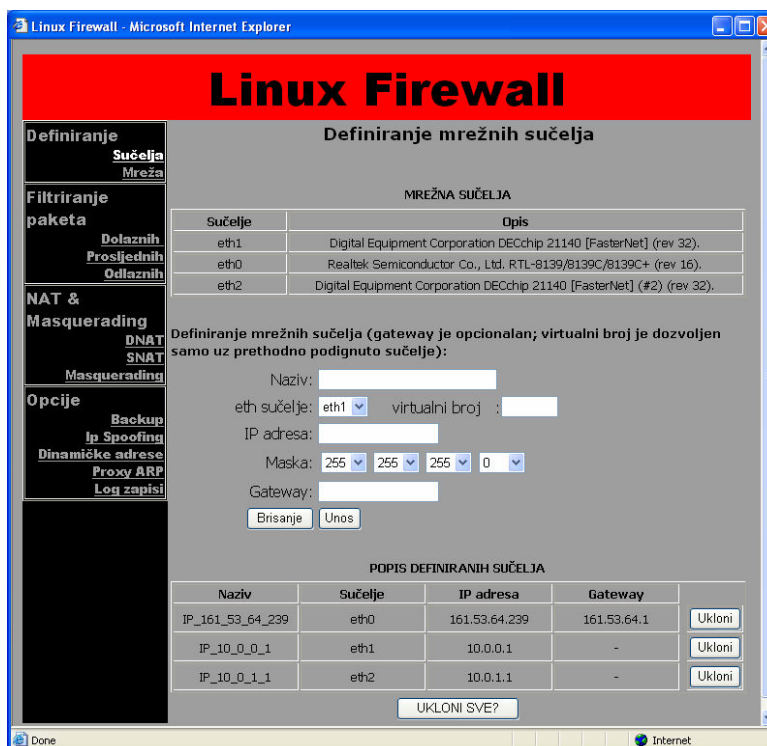 Linux Firewall - Microsoft Internet Explorer
Linux Firewall
Definiranje
Sučelja
Mreža
Filtriranje
paketa
Dolaznih
Prosljednih
Odlaznih
NAT &
Masquerading
DNAT
SNAT
Masquerading
Opcije
Backup
Ip Spoofing
Dinamičke adrese
Proxy ARP
Log zapisi
Definiranje mrežnih sučelja
MREŽNA SUČELJA
Sučelje Opis
eth1 Digital Equipment Corporation DECchip 21140 [FasterNet] (rev 32).
eth0 Realtek Semiconductor Co., Ltd. RTL-8139/8139C/8139C+ (rev 16).
eth2 Digital Equipment Corporation DECchip 21140 [FasterNet] (#2) (rev 32).
Definiranje mrežnih sučelja (gateway je opcionalan; virtualni broj je dozvoljen
samo uz prethodno podignuto sučelje):
Naziv:
eth sučelje: eth1 virtualni broj :
IP adresa:
Maska: 255 255 255 0
Gateway:
Brisanje Unos
POPIS DEFINIRANIH SUČELJA
Naziv Sučelje IP adresa Gateway
IP_161_53_64_239 eth0 161.53.64.239 161.53.64.1 Ukloni
IP_10_0_0_1 eth1 10.0.0.1 - Ukloni
IP_10_0_1_1 eth2 10.0.1.1 - Ukloni
UKLONI SVE?
Done Internet